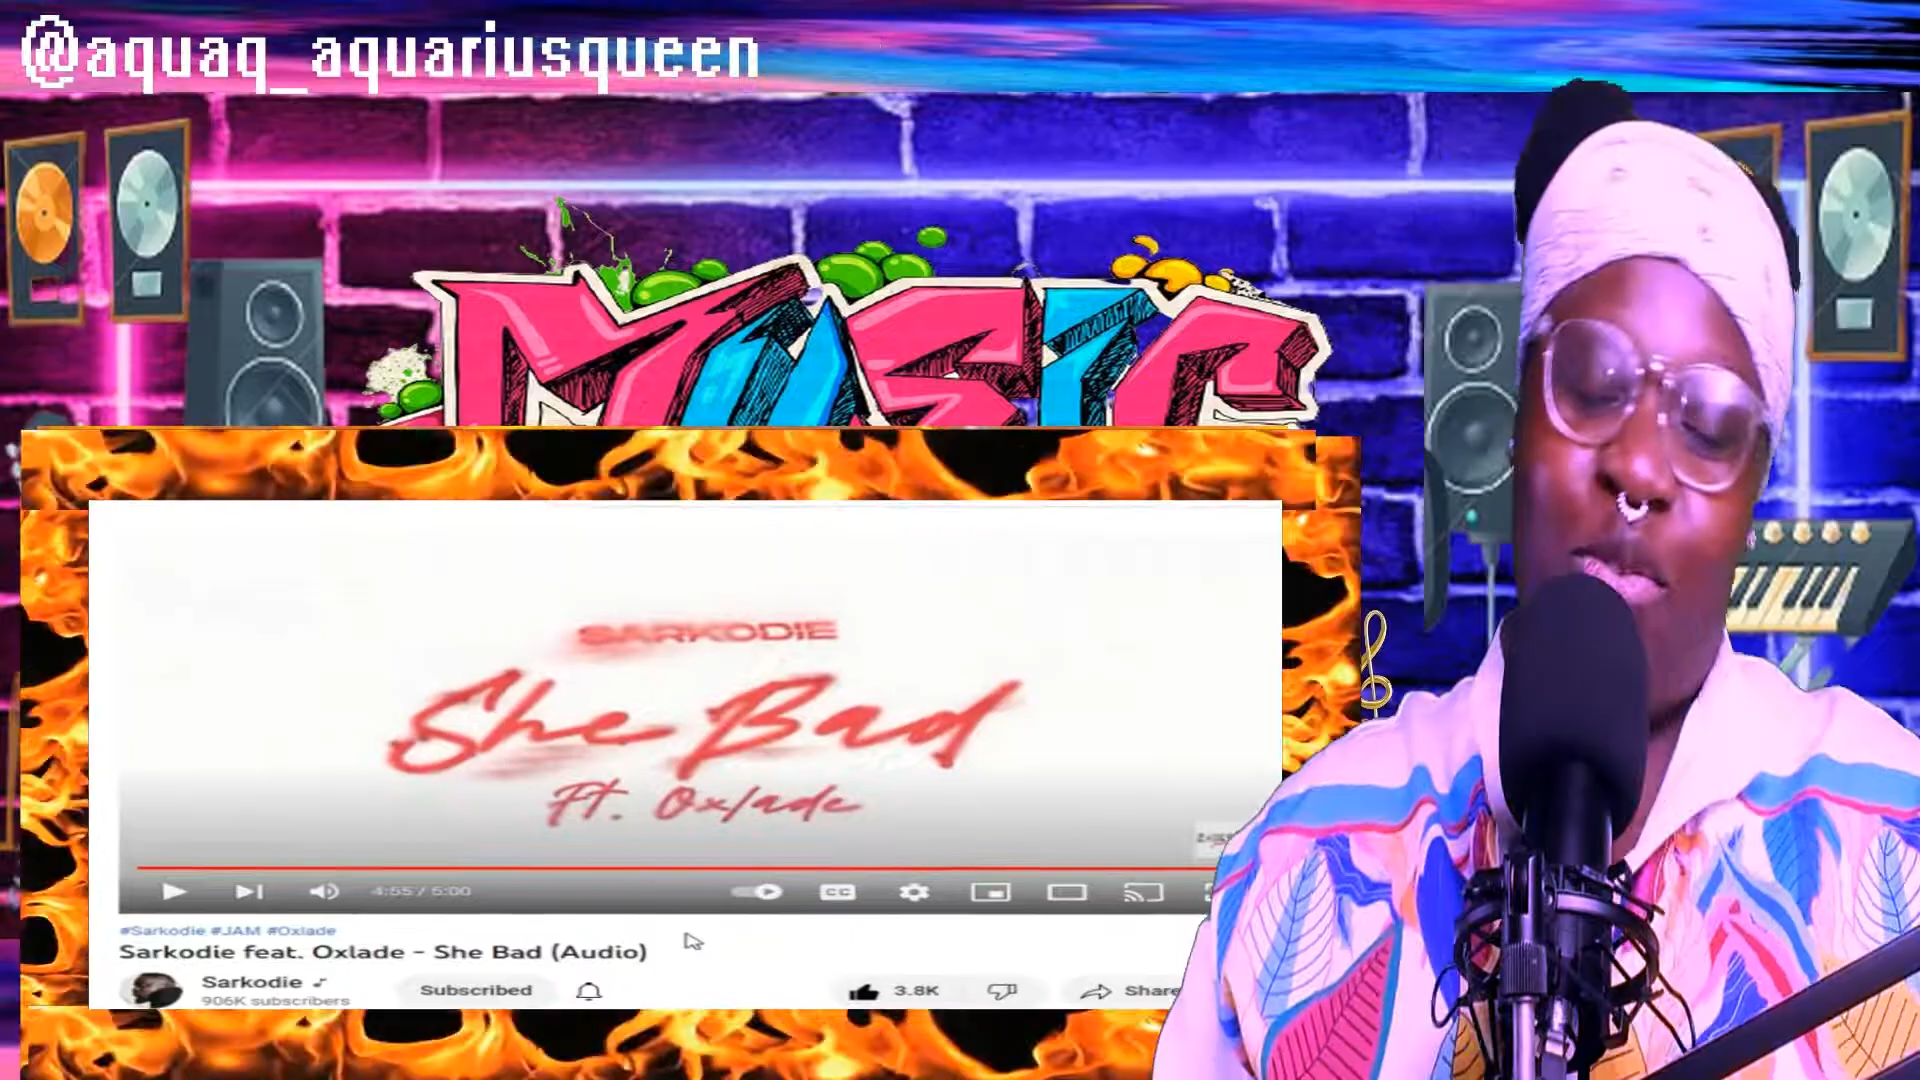 @aquaq_aquariusqueen
MUSIC
SARKODIE
She Bad
Ft. Oxlade
4:55 / 5:00
CC
#Sarkodie #JAM #Oxlade
Sarkodie feat. Oxlade - She Bad (Audio)
Sarkodie
906K subscribers
Subscribed
3.8K
Share